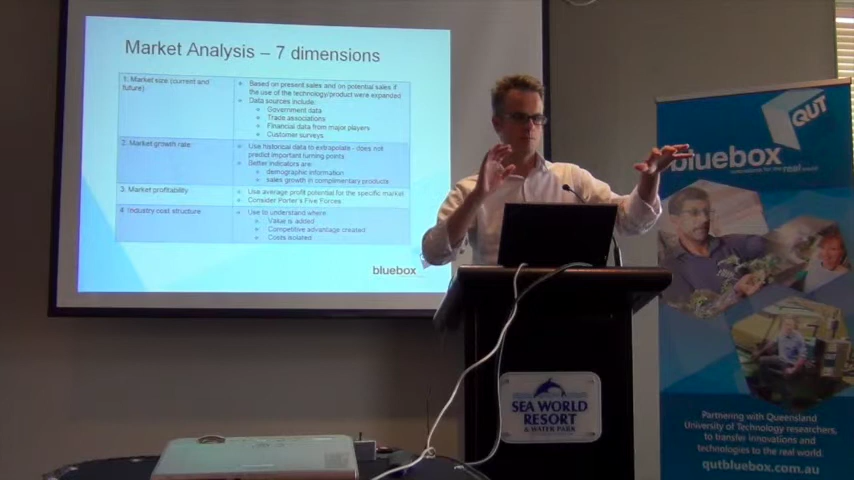 Market Analysis – 7 dimensions
1. Market size (current and
future)
Based on present sales and on potential sales if
the use of the technology/product were expanded
Data sources include:
Government data
Trade associations
Financial data from major players
Customer surveys
2. Market growth rate
Use historical data to extrapolate - does not
predict important turning points.
Better indicators are:
demographic information
sales growth in complimentary products
3. Market profitability
Use average profit potential for the specific market
Consider Porter's Five Forces
4. Industry cost structure
Use to understand where:
Value is added
Competitive advantage created
Costs isolated
bluebox
QUT
bluebox
real
SEA WORLD
RESORT
& WATER PARK
Partnering with Queensland
University of Technology researchers,
to transfer innovations and
technologies to the real world.
qutbluebox.com.au